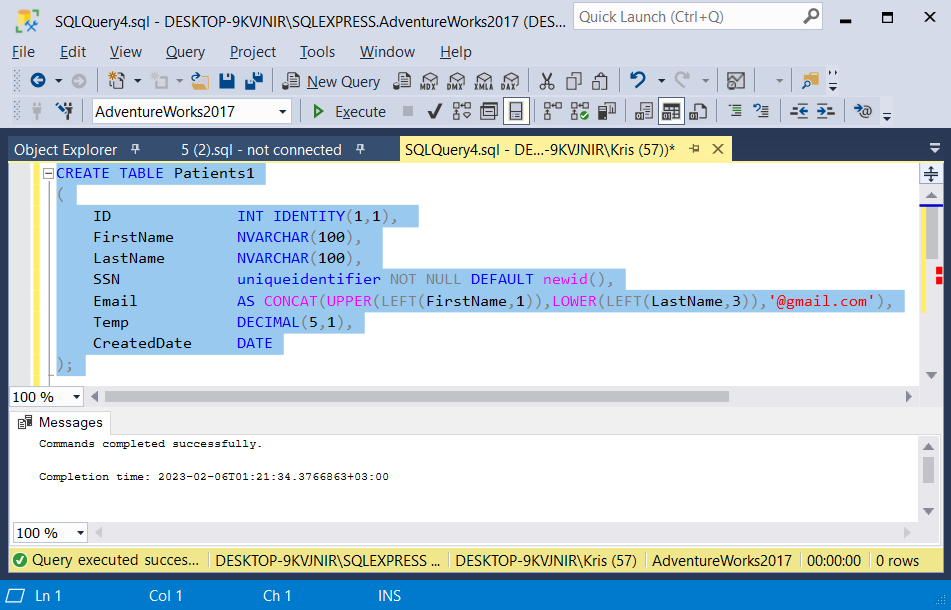 SQLQuery4.sql - DESKTOP-9KVJNIR\SQLEXPRESS.AdventureWorks2017 (DES...
Quick Launch (Ctrl+Q)
File Edit View Query Project Tools Window Help
New Query MDX DMX XMLA DAX
AdventureWorks2017 Execute
Object Explorer 5 (2).sql - not connected SQLQuery4.sql - DE...-9KVJNIR\Kris (57))*
CREATE TABLE Patients1
(
ID INT IDENTITY(1,1),
FirstName NVARCHAR(100),
LastName NVARCHAR(100),
SSN uniqueidentifier NOT NULL DEFAULT newid(),
Email AS CONCAT(UPPER(LEFT(FirstName,1)),LOWER(LEFT(LastName,3)),'@gmail.com'),
Temp DECIMAL(5,1),
CreatedDate DATE
);
100 %
Messages
Commands completed successfully.
Completion time: 2023-02-06T01:21:34.3766863+03:00
100 %
Query executed succes... DESKTOP-9KVJNIR\SQLEXPRESS ... DESKTOP-9KVJNIR\Kris (57) AdventureWorks2017 00:00:00 0 rows
Ln 1 Col 1 Ch 1 INS